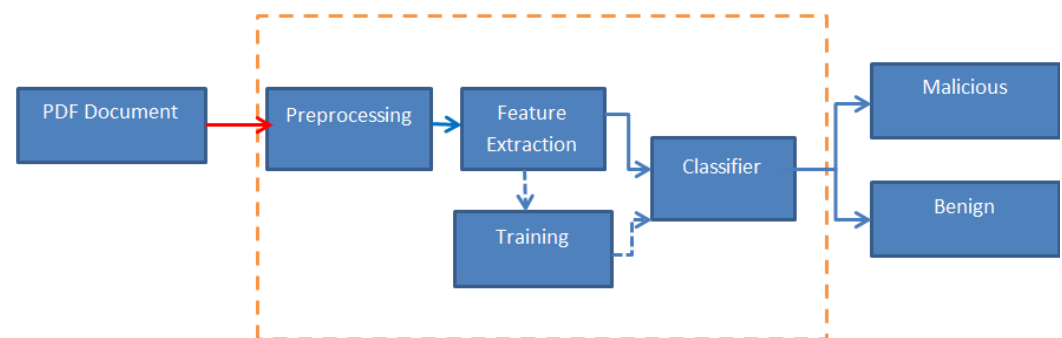 PDF Document
Preprocessing
Feature
Extraction
Training
Classifier
Malicious
Benign